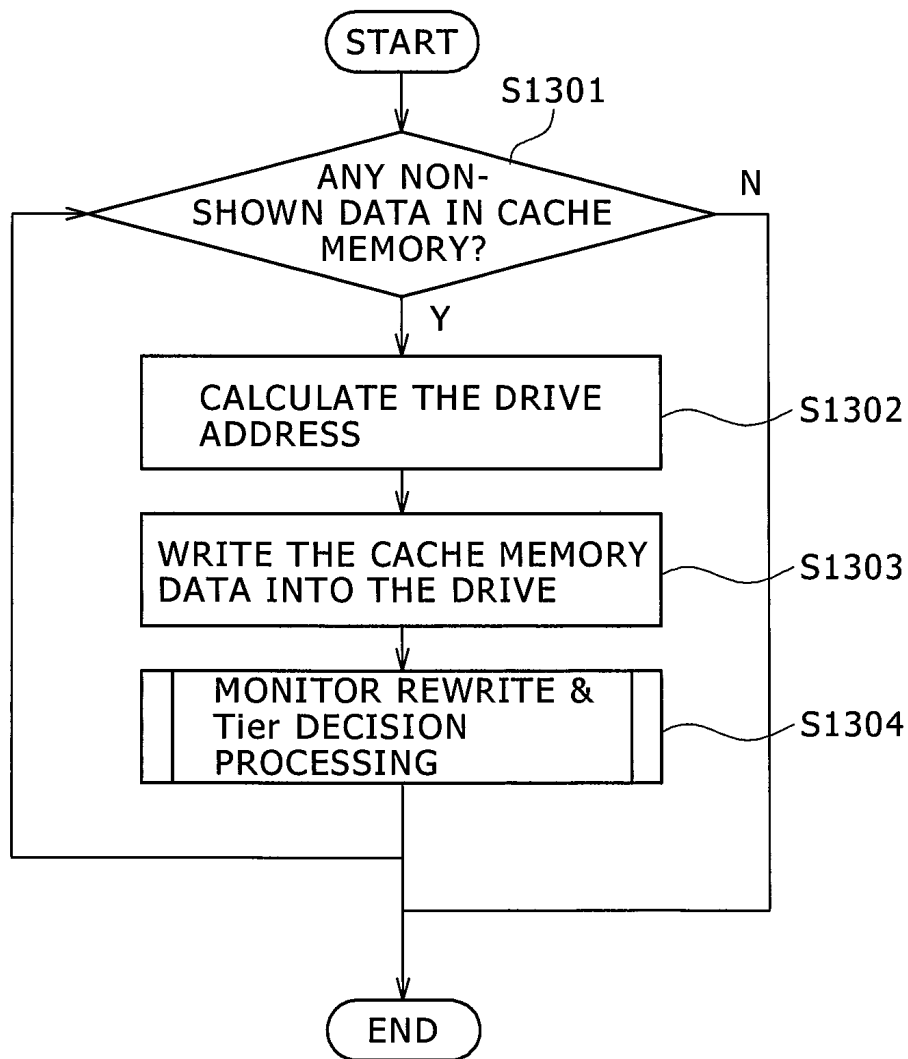 START
S1301
ANY NON-
SHOWN DATA IN CACHE
MEMORY?
N
Y
CALCULATE THE DRIVE
ADDRESS
S1302
WRITE THE CACHE MEMORY
DATA INTO THE DRIVE
S1303
MONITOR REWRITE &
Tier DECISION
PROCESSING
S1304
END